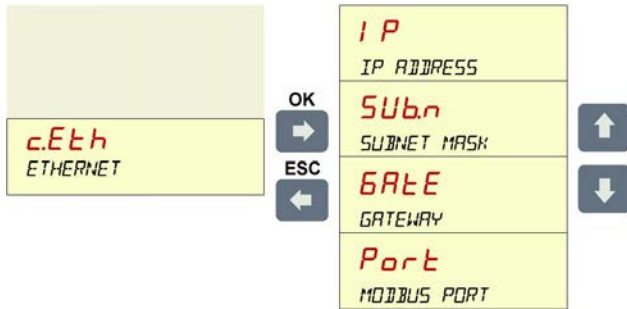 c.Eth
ETHERNET
OK
ESC
IP
IP ADDRESS
SUb.n
SUBNET MASK
GAtE
GATEWAY
Port
MODBUS PORT